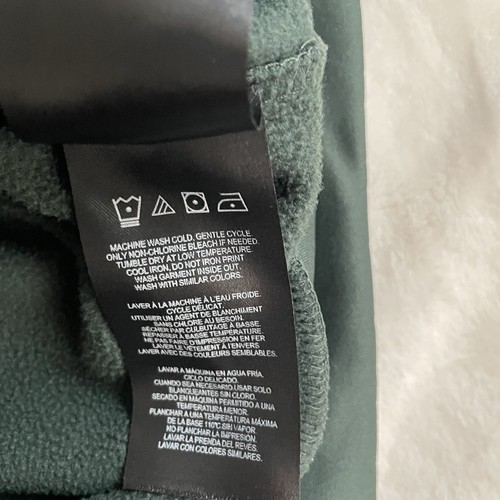 MACHINE WASH COLD, GENTLE CYCLE
ONLY NON-CHLORINE BLEACH IF NEEDED.
TUMBLE DRY AT LOW TEMPERATURE.
COOL IRON, DO NOT IRON PRINT
WASH GARMENT INSIDE OUT.
WASH WITH SIMILAR COLORS.
LAVER À LA MACHINE À L'EAU FROIDE.
CYCLE DÉLICAT.
UTILISER UN AGENT DE BLANCHIMENT
SANS CHLORE AU BESOIN.
SÉCHER PAR CULBUTAGE À BASSE.
REPASSER À BASSE TEMPÉRATURE.
NE PAS FAIRE D'IMPRESSION EN FER
LAVER LE VÊTEMENT À L'ENVERS
LAVER AVEC DES COULEURS SEMBLABLES.
LAVAR A MÁQUINA EN AGUA FRÍA,
CICLO DELICADO.
CUANDO SEA NECESARIO.USAR SOLO
BLANQUEANTES SIN CLORO.
SECADO EN MÁQUINA PERMITIDO A UNA
TEMPERATURA MENOR.
PLANCHAR A UNA TEMPERATURA MÁXIMA
DE LA BASE 110°C SIN VAPOR.
NO PLANCHAR LA IMPRESIÓN.
LAVAR LA PRENDA DEL REVÉS.
LAVAR CON COLORES SIMILARES.